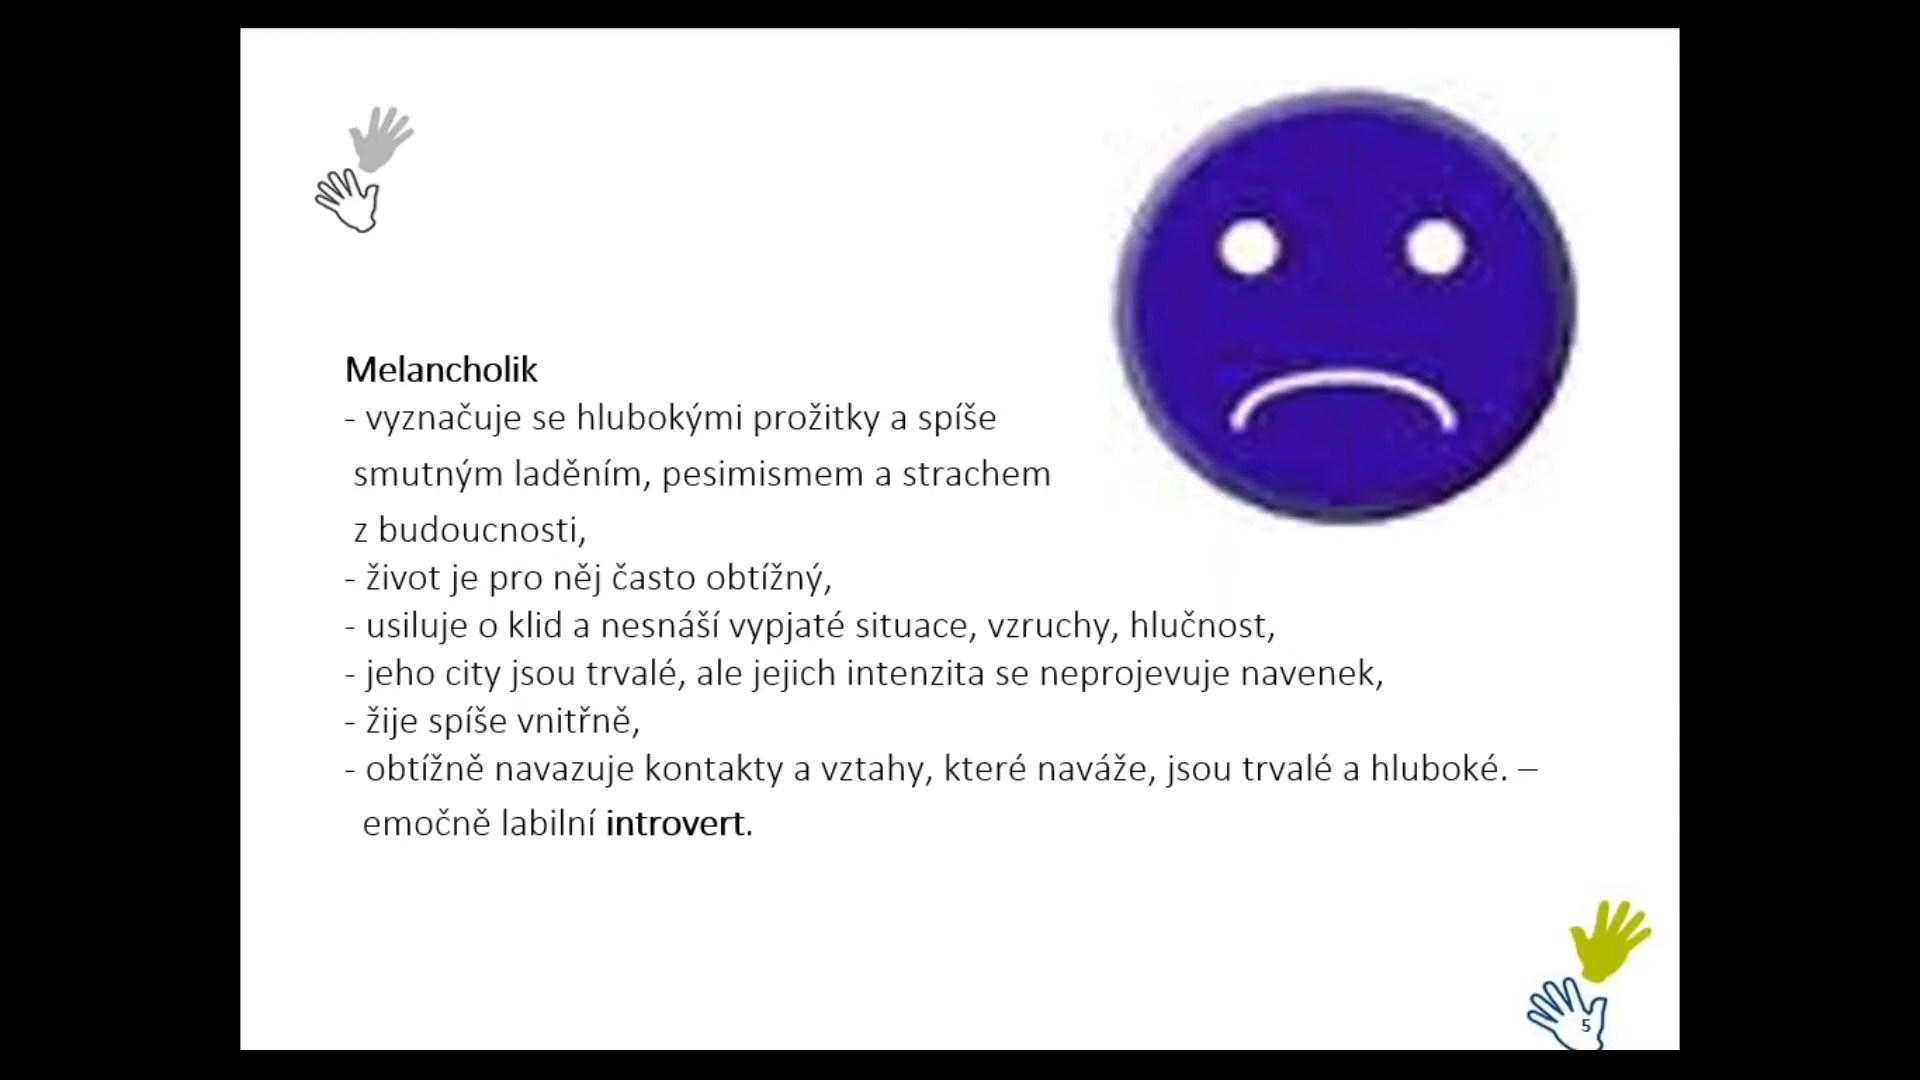 Melancholik
- vyznačuje se hlubokými prožitky a spíše
smutným laděním, pesimismem a strachem
z budoucnosti,
- život je pro něj často obtížný,
- usiluje o klid a nesnáší vypjaté situace, vzruchy, hlučnost,
- jeho city jsou trvalé, ale jejich intenzita se neprojevuje navenek,
- žije spíše vnitřně,
- obtížně navazuje kontakty a vztahy, které naváže, jsou trvalé a hluboké. –
emočně labilní introvert.
5